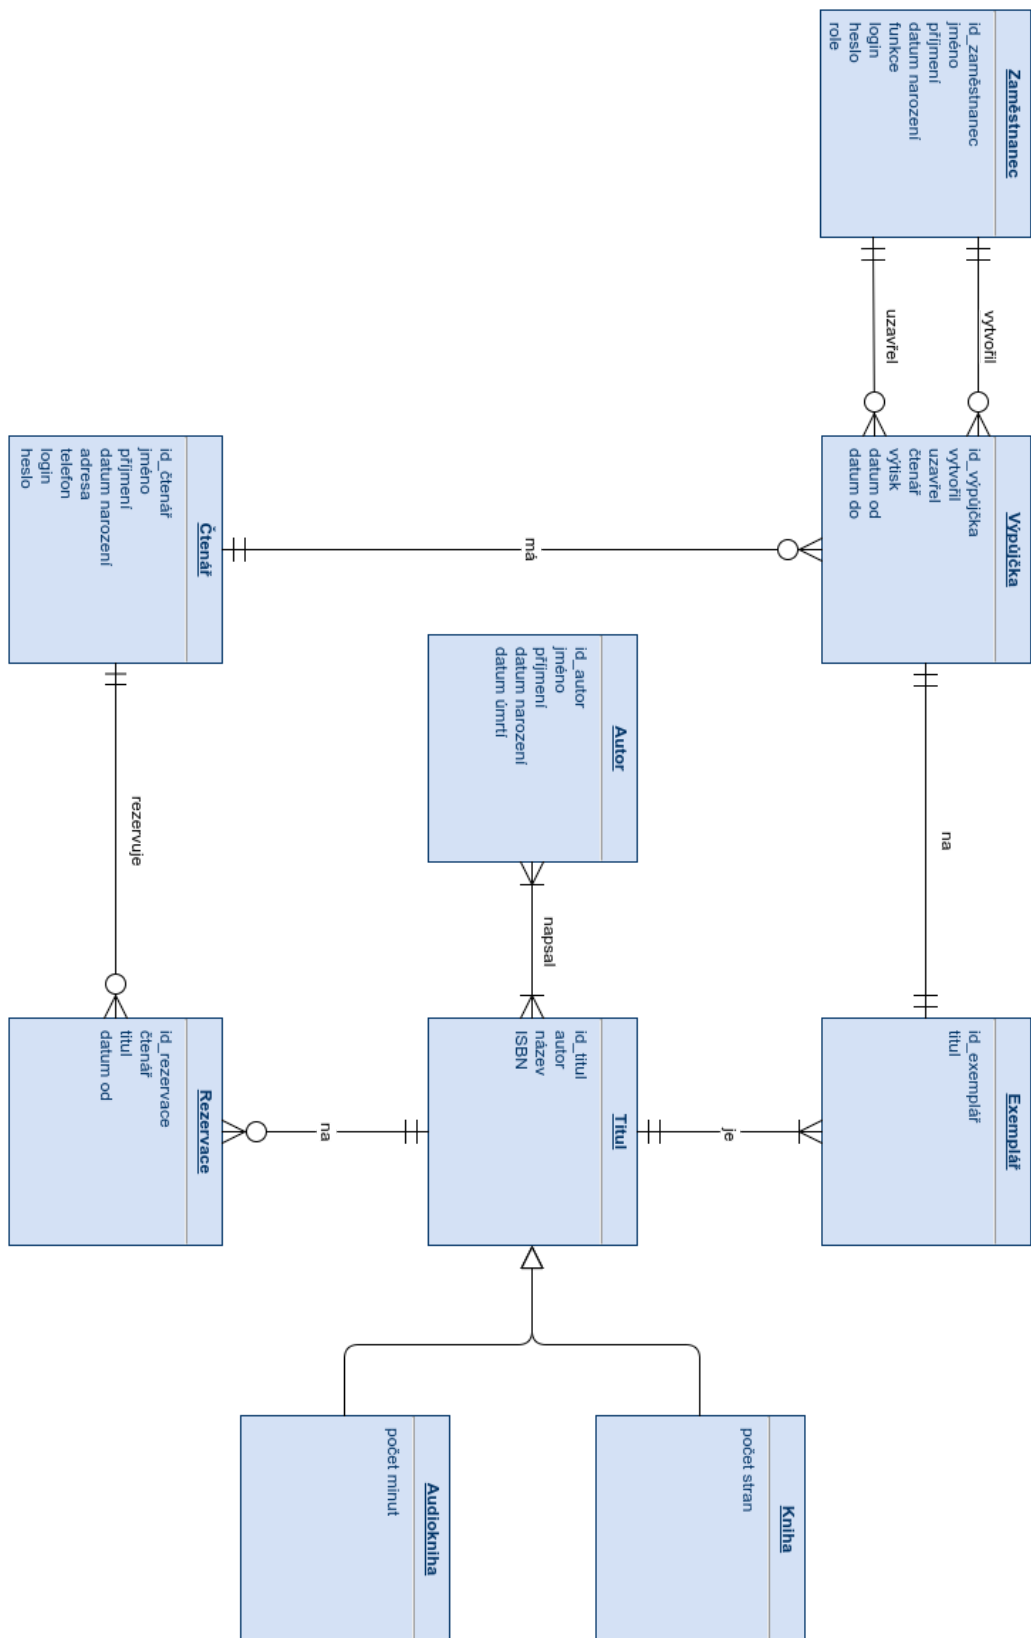 Zaměstnanec
id_zaměstnanec
jméno
příjmení
datum narození
funkce
login
heslo
role
vytvořil
uzavřel
Výpůjčka
id_výpůjčka
vytvořil
uzavřel
čtenář
výtisk
datum od
datum do
na
Exemplář
id_exemplář
titul
má
Autor
id_autor
jméno
příjmení
datum narození
datum úmrtí
napsal
je
Titul
id_titul
autor
název
ISBN
Kniha
počet stran
Audiokniha
počet minut
Čtenář
id_čtenář
jméno
příjmení
datum narození
adresa
telefon
login
heslo
rezervuje
na
Rezervace
id_rezervace
čtenář
titul
datum od